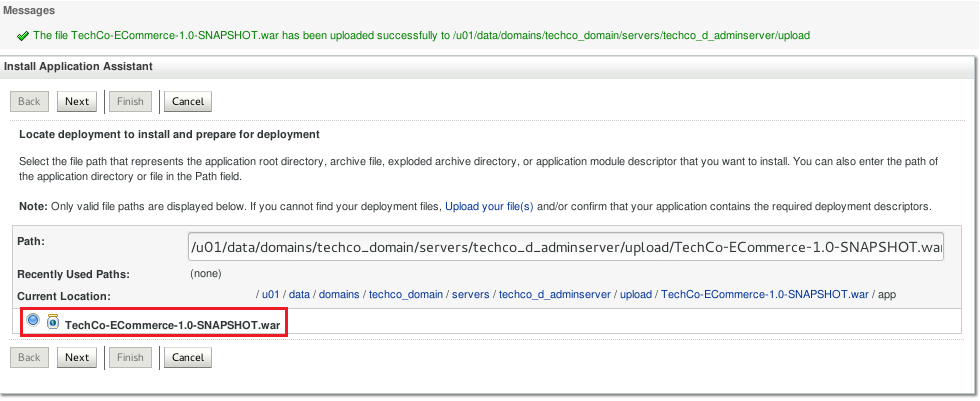 Messages
The file TechCo-ECommerce-1.0-SNAPSHOT.war has been uploaded successfully to /u01/data/domains/techco_domain/servers/techco_d_adminserver/upload
Install Application Assistant
Back Next Finish Cancel
Locate deployment to install and prepare for deployment
Select the file path that represents the application root directory, archive file, exploded archive directory, or application module descriptor that you want to install. You can also enter the path of
the application directory or file in the Path field.
Note: Only valid file paths are displayed below. If you cannot find your deployment files, Upload your file(s) and/or confirm that your application contains the required deployment descriptors.
Path: /u01/data/domains/techco_domain/servers/techco_d_adminserver/upload/TechCo-ECommerce-1.0-SNAPSHOT.war
Recently Used Paths: (none)
Current Location: / u01 / data / domains / techco_domain / servers / techco_d_adminserver / upload / TechCo-ECommerce-1.0-SNAPSHOT.war / app
TechCo-ECommerce-1.0-SNAPSHOT.war
Back Next Finish Cancel